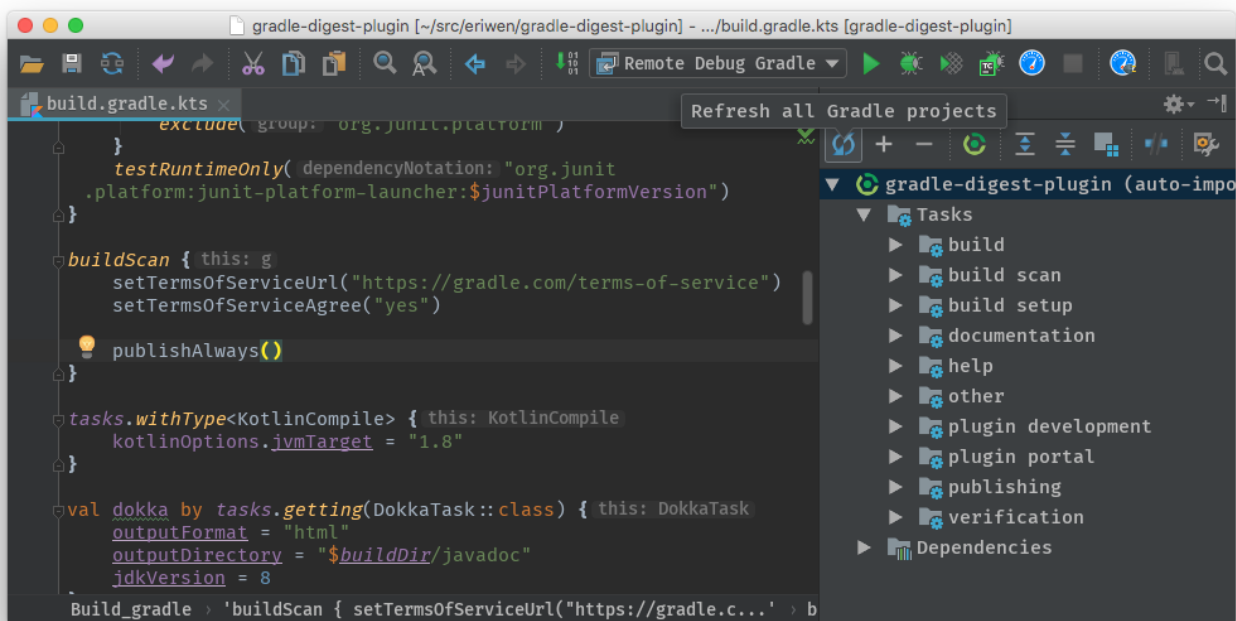 gradle-digest-plugin [~/src/eriwen/gradle-digest-plugin] - .../build.gradle.kts [gradle-digest-plugin]
Remote Debug Gradle
build.gradle.kts
Refresh all Gradle projects
exclude( group: "org.junit.platform")
}
testRuntimeOnly( dependencyNotation: "org.junit
.platform:junit-platform-launcher:$junitPlatformVersion")
}
buildScan { this: g
setTermsOfServiceUrl("https://gradle.com/terms-of-service")
setTermsOfServiceAgree("yes")
publishAlways()
}
tasks.withType<KotlinCompile> { this: KotlinCompile
kotlinOptions.jvmTarget = "1.8"
}
val dokka by tasks.getting(DokkaTask::class) { this: DokkaTask
outputFormat = "html"
outputDirectory = "$buildDir/javadoc"
jdkVersion = 8
Build_gradle › 'buildScan { setTermsOfServiceUrl("https://gradle.c...' › b
gradle-digest-plugin (auto-impo
Tasks
build
build scan
build setup
documentation
help
other
plugin development
plugin portal
publishing
verification
Dependencies